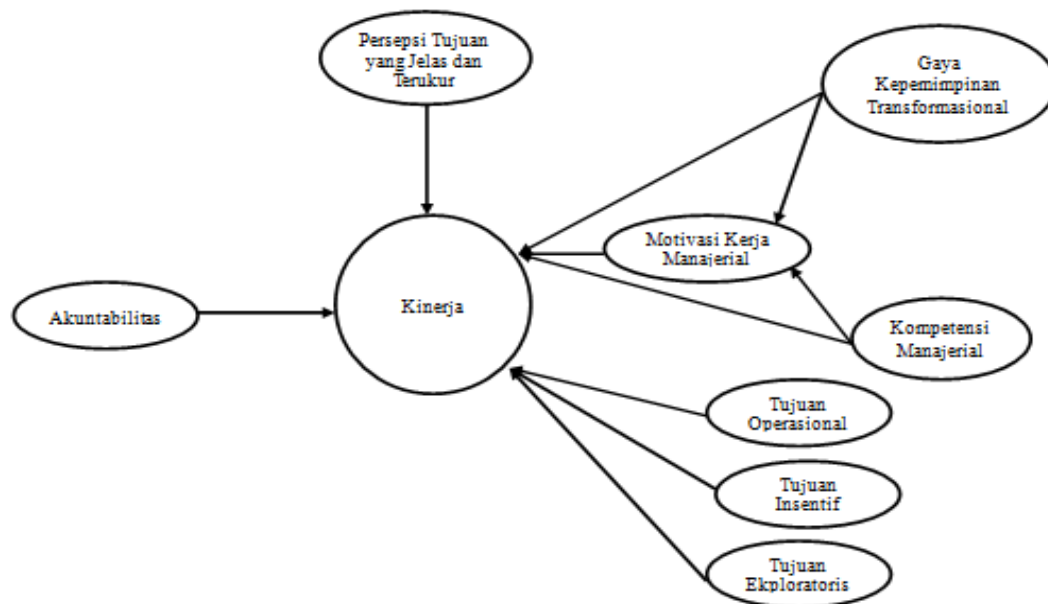 Persepsi Tujuan
yang Jelas dan
Terukur
Gaya
Kepemimpinan
Transformasional
Motivasi Kerja
Manajerial
Akuntabilitas
Kinerja
Kompetensi
Manajerial
Tujuan
Operasional
Tujuan
Insentif
Tujuan
Ekploratoris